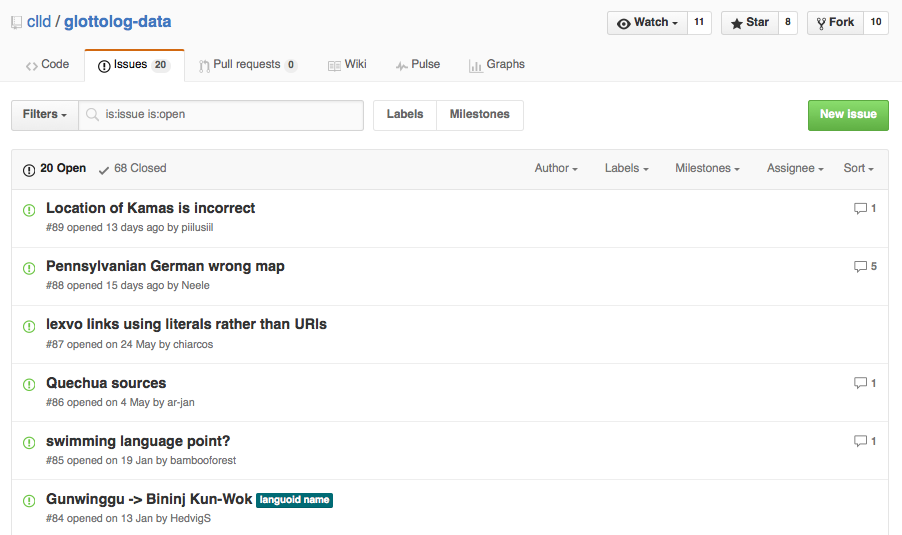 clld / glottolog-data
Watch 11
Star 8
Fork 10
Code
Issues 20
Pull requests 0
Wiki
Pulse
Graphs
Filters
is:issue is:open
Labels
Milestones
New issue
20 Open
68 Closed
Author
Labels
Milestones
Assignee
Sort
Location of Kamas is incorrect
1
#89 opened 13 days ago by piilusiil
Pennsylvanian German wrong map
5
#88 opened 15 days ago by Neele
lexvo links using literals rather than URIs
#87 opened on 24 May by chiarcos
Quechua sources
1
#86 opened on 4 May by ar-jan
swimming language point?
1
#85 opened on 19 Jan by bambooforest
Gunwinggu -> Bininj Kun-Wok languoid name
#84 opened on 13 Jan by HedvigS